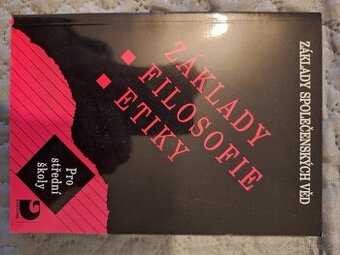 ZÁKLADY SPOLEČENSKÝCH VĚD
ZÁKLADY
▪ FILOSOFIE
▪ ETIKY
Pro
střední
školy